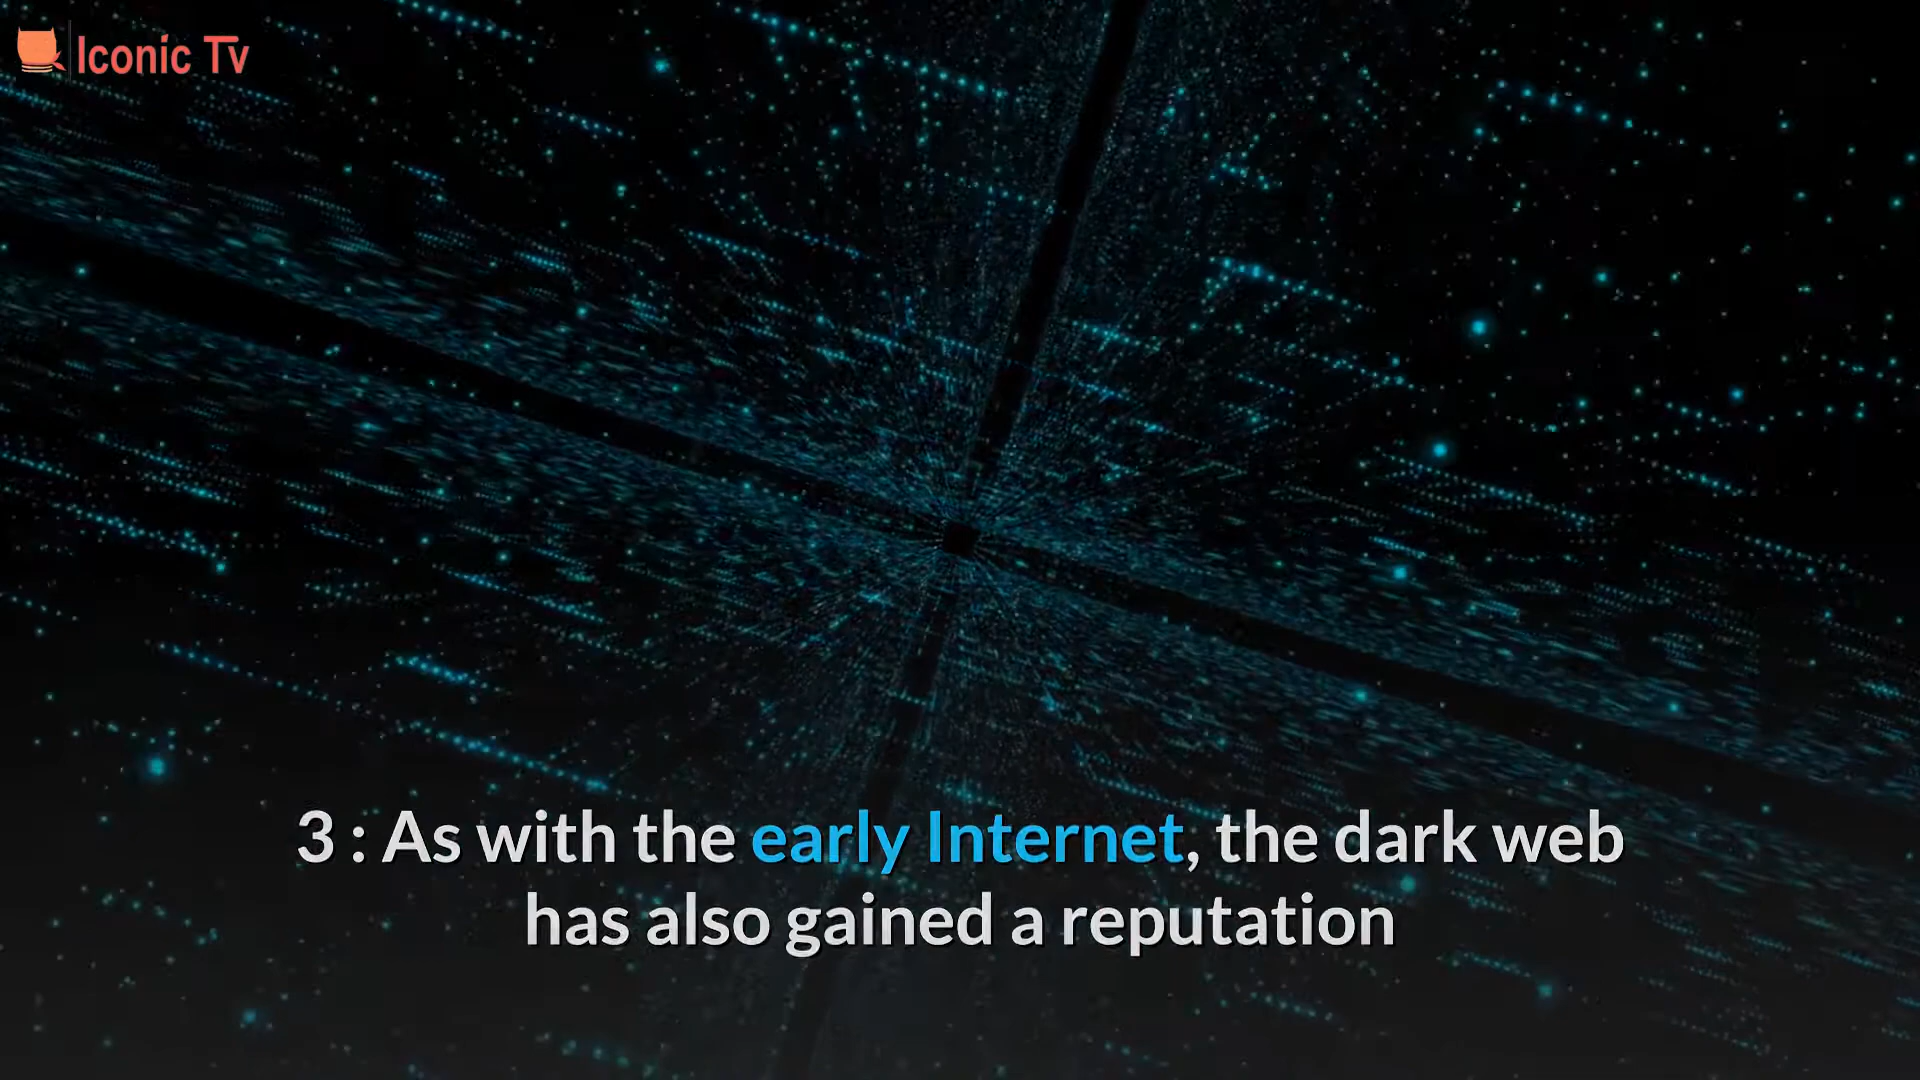 Iconic Tv
3 : As with the early Internet, the dark web
has also gained a reputation